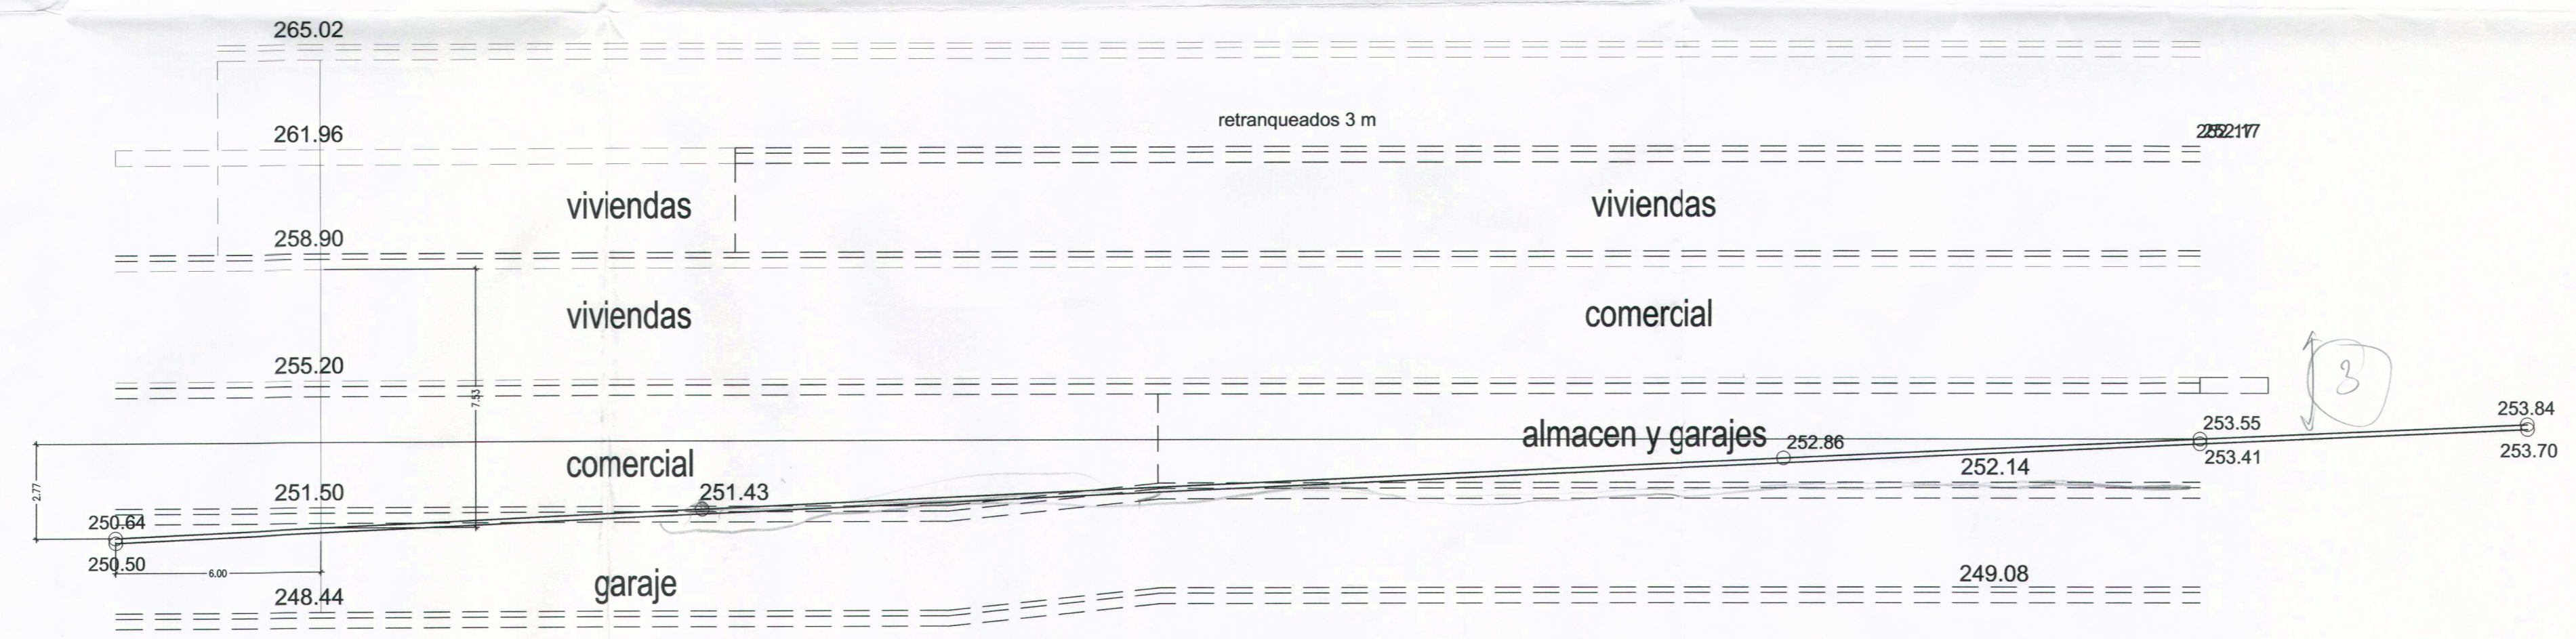 265.02
retranqueados 3 m
261.96
252.17
viviendas
viviendas
258.90
viviendas
comercial
255.20
3
7.53
253.84
253.55
almacen y garajes
252.86
253.70
253.41
comercial
252.14
2.77
251.50
251.43
250.64
250.50
6.00
garaje
249.08
248.44